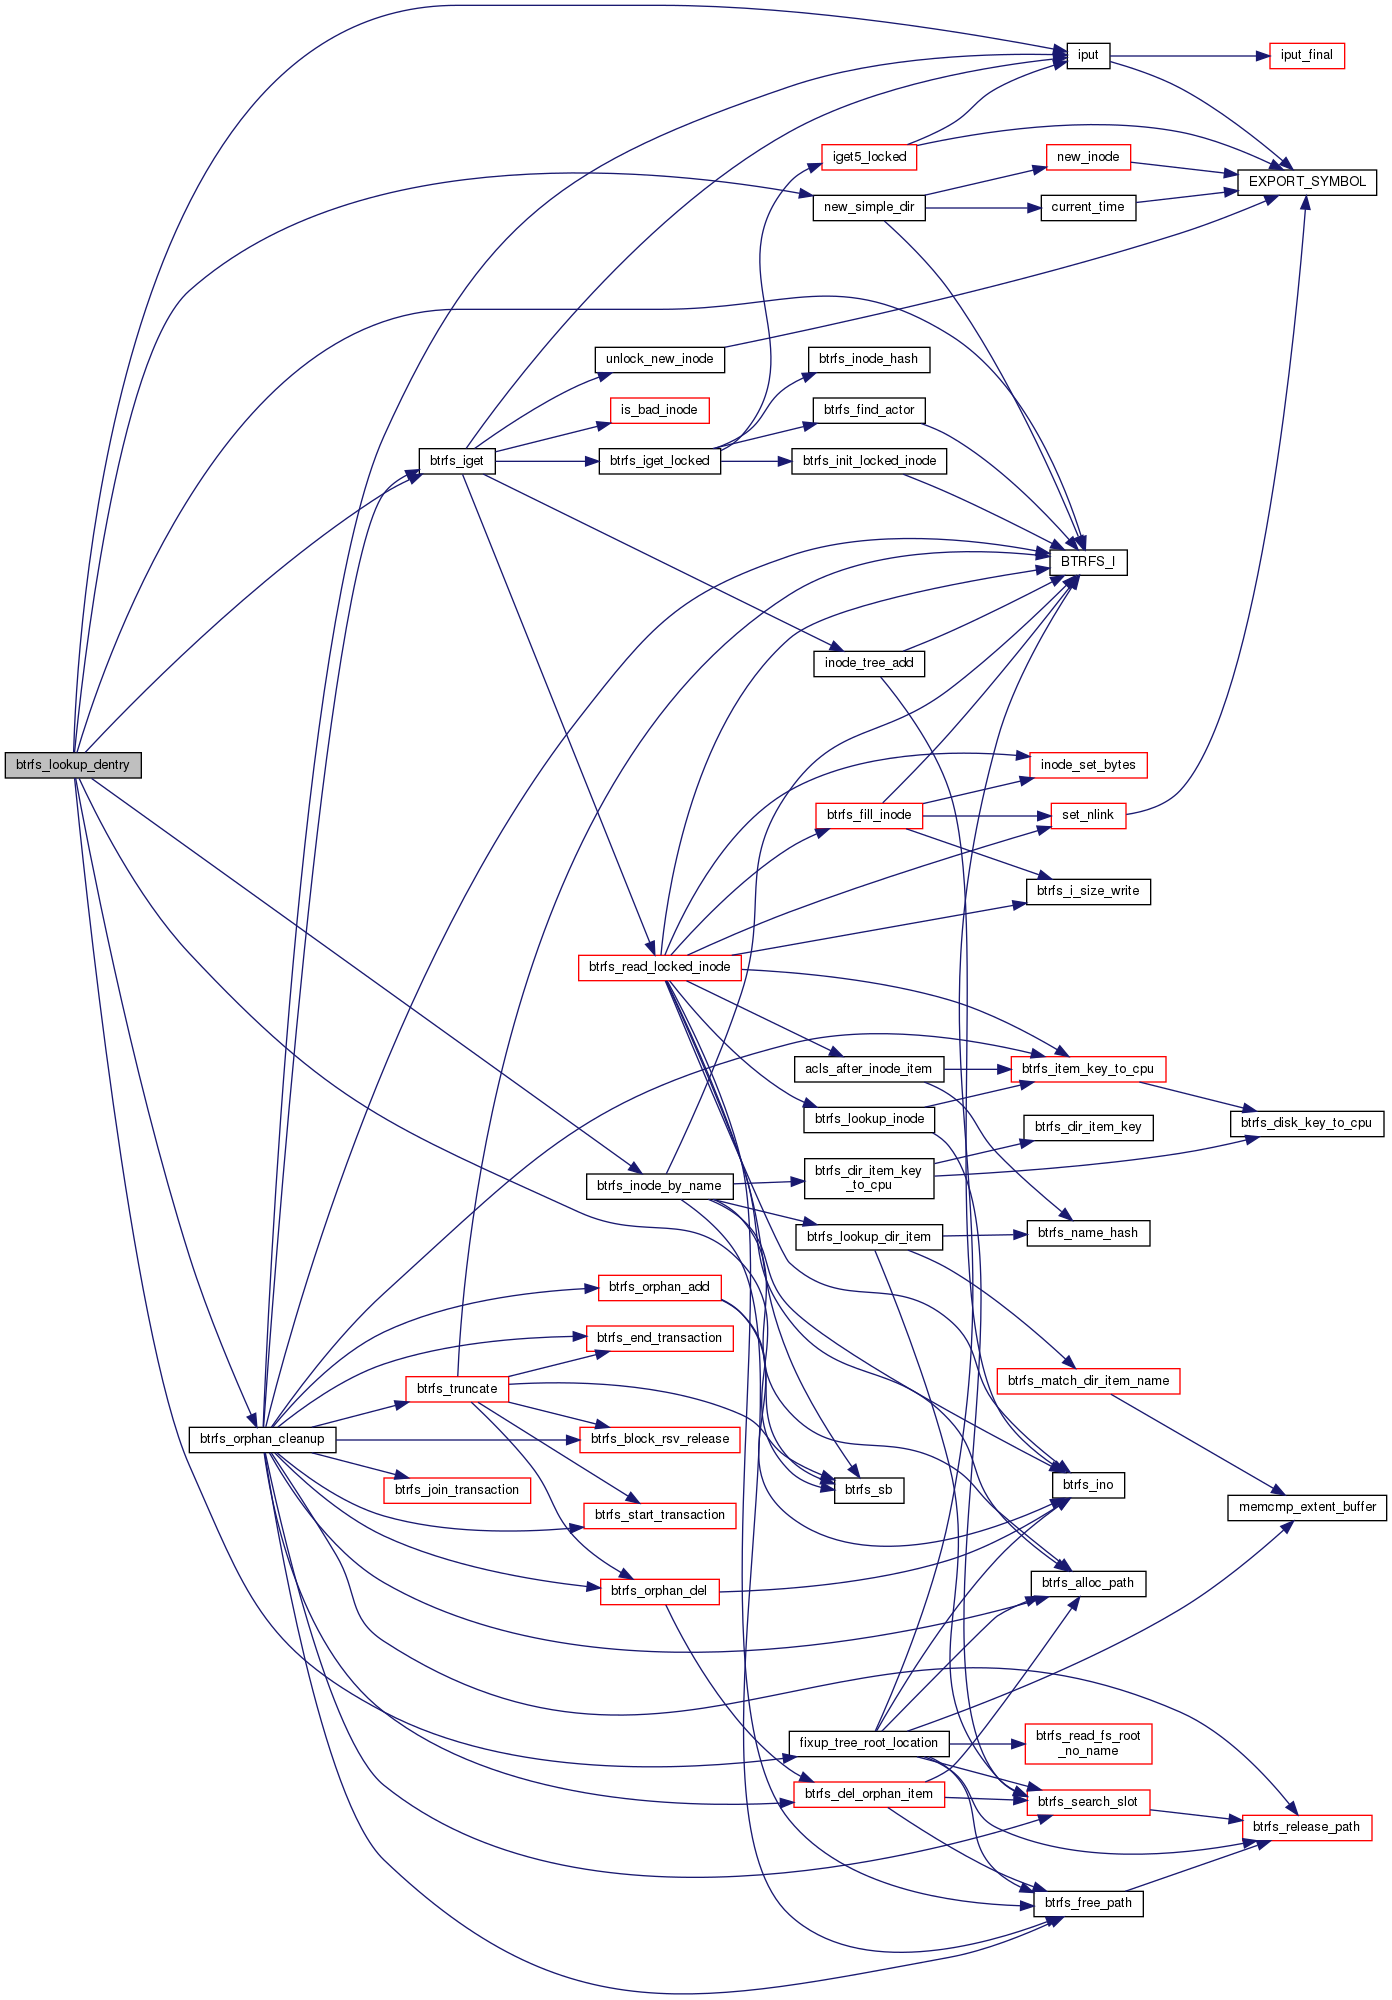 iput
iput_final
iget5_locked
new_inode
EXPORT_SYMBOL
new_simple_dir
current_time
unlock_new_inode
btrfs_inode_hash
is_bad_inode
btrfs_find_actor
btrfs_iget
btrfs_iget_locked
btrfs_init_locked_inode
BTRFS_I
inode_tree_add
btrfs_lookup_dentry
inode_set_bytes
btrfs_fill_inode
set_nlink
btrfs_i_size_write
btrfs_read_locked_inode
acls_after_inode_item
btrfs_item_key_to_cpu
btrfs_lookup_inode
btrfs_dir_item_key
btrfs_disk_key_to_cpu
btrfs_dir_item_key
_to_cpu
btrfs_inode_by_name
btrfs_lookup_dir_item
btrfs_name_hash
btrfs_orphan_add
btrfs_end_transaction
btrfs_truncate
btrfs_match_dir_item_name
btrfs_orphan_cleanup
btrfs_block_rsv_release
btrfs_join_transaction
btrfs_sb
btrfs_ino
memcmp_extent_buffer
btrfs_start_transaction
btrfs_orphan_del
btrfs_alloc_path
fixup_tree_root_location
btrfs_read_fs_root
_no_name
btrfs_del_orphan_item
btrfs_search_slot
btrfs_release_path
btrfs_free_path